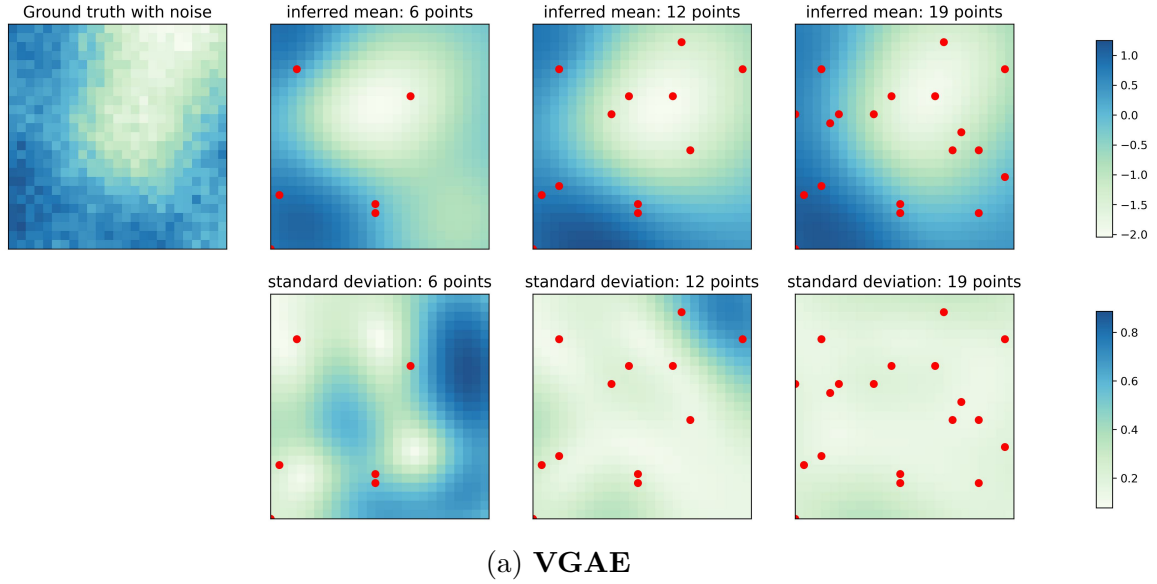 Ground truth with noise
inferred mean: 6 points
inferred mean: 12 points
inferred mean: 19 points
1.0
0.5
0.0
−0.5
−1.0
−1.5
−2.0
standard deviation: 6 points
standard deviation: 12 points
standard deviation: 19 points
0.8
0.6
0.4
0.2
(a) VGAE